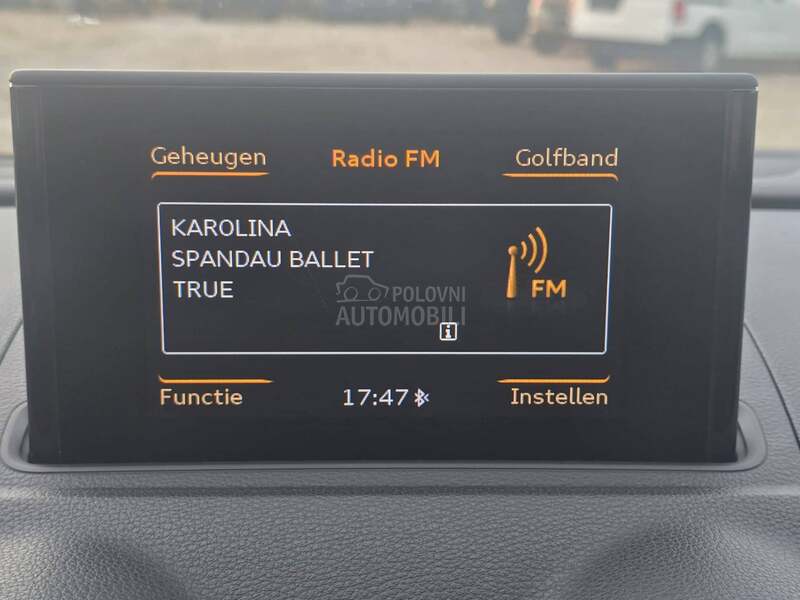 Geheugen Radio FM Golfband
KAROLINA
SPANDAU BALLET
TRUE
FM
POLOVNI
AUTOMOBILI
i
Functie 17:47 Instellen